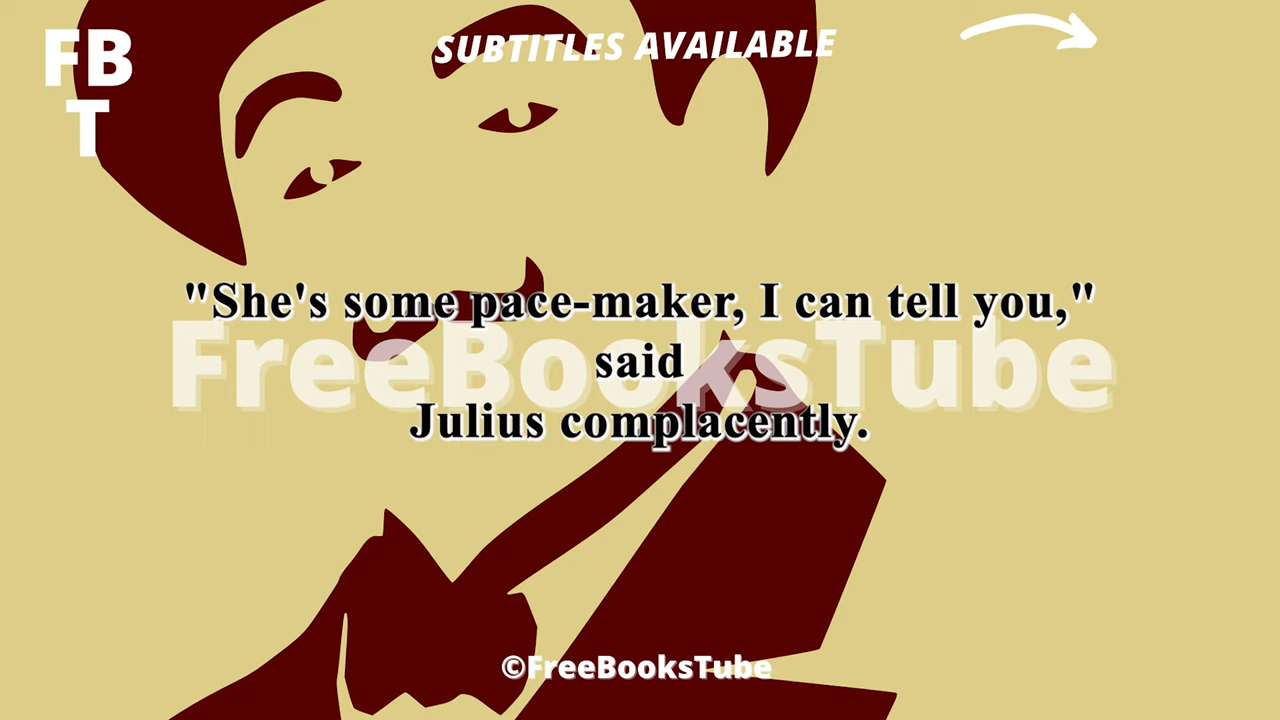 FB
T
SUBTITLES AVAILABLE
"She's some pace-maker, I can tell you,"
said
Julius complacently.
FreeBooksTube
©FreeBooksTube